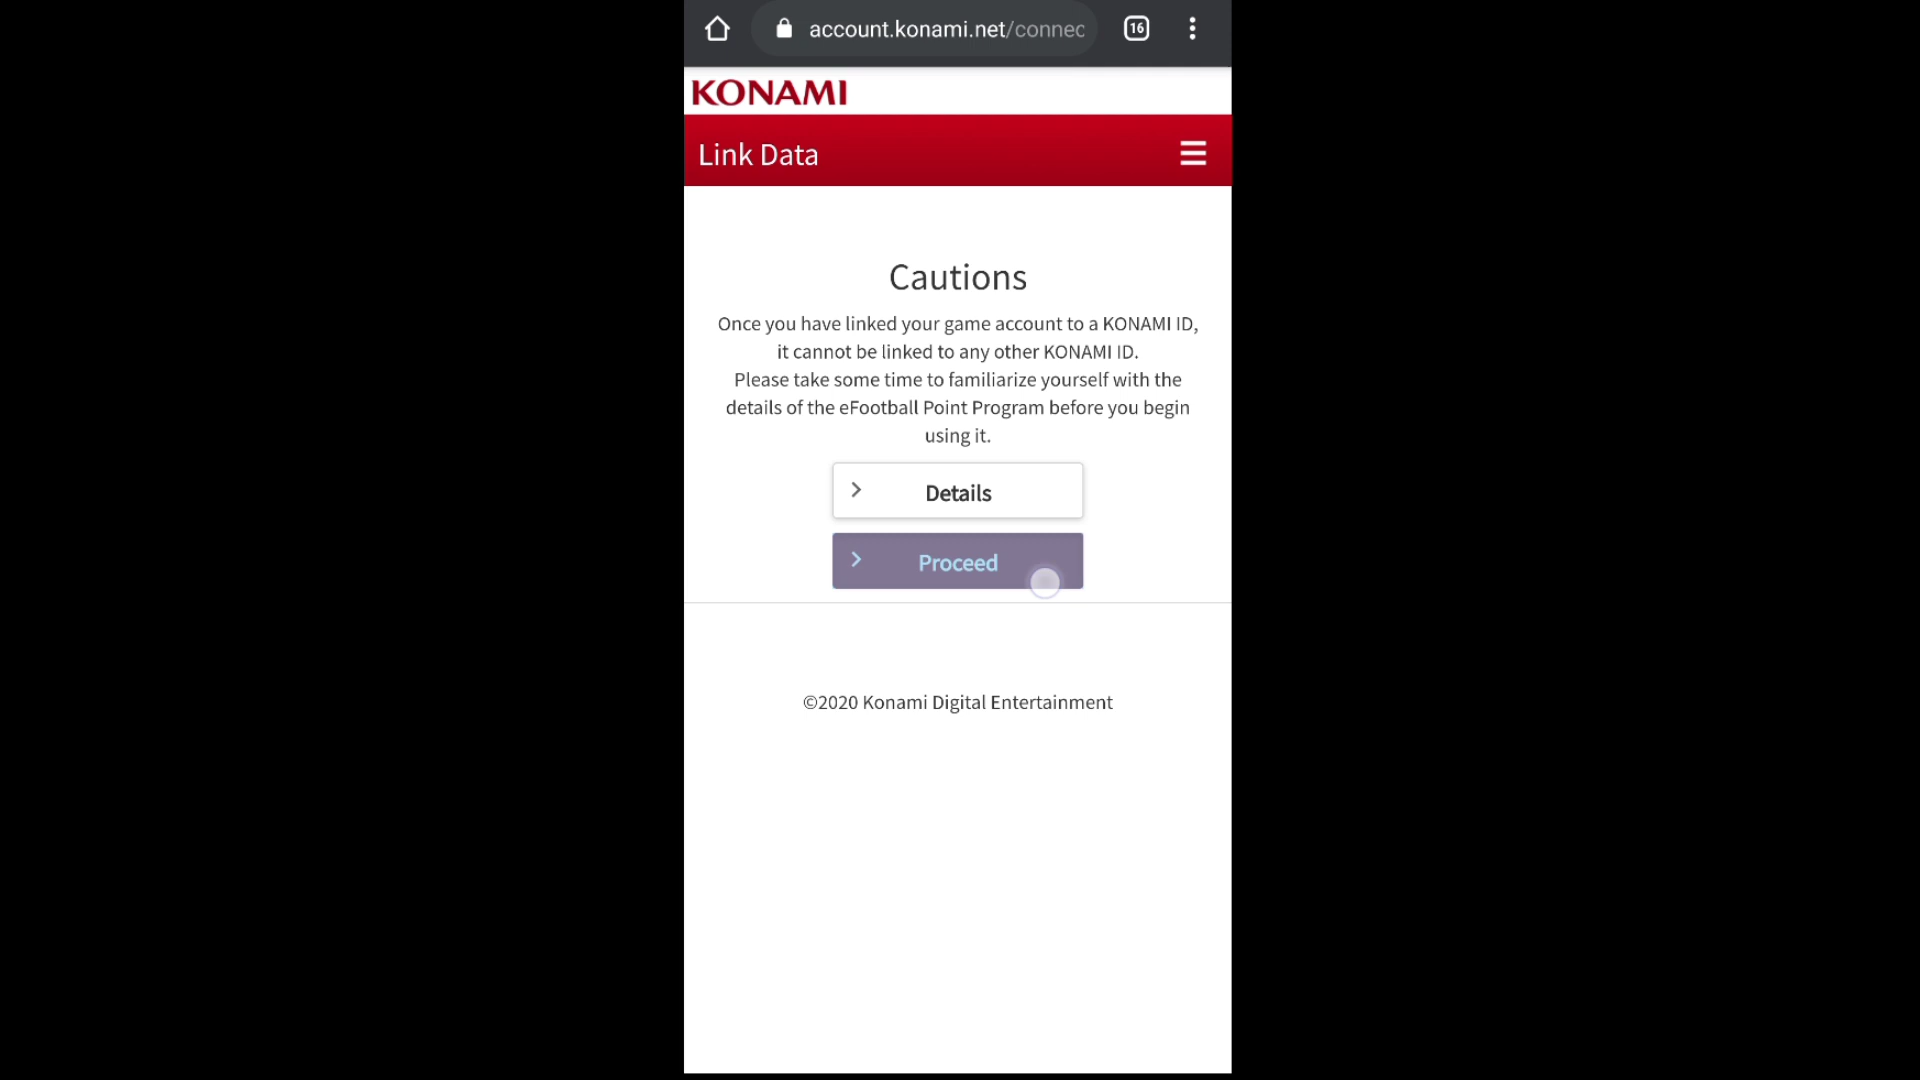 16
account.konami.net/connec
KONAMI
Link Data
Cautions
Once you have linked your game account to a KONAMI ID,
it cannot be linked to any other KONAMI ID.
Please take some time to familiarize yourself with the
details of the eFootball Point Program before you begin
using it.
Details
Proceed
©2020 Konami Digital Entertainment